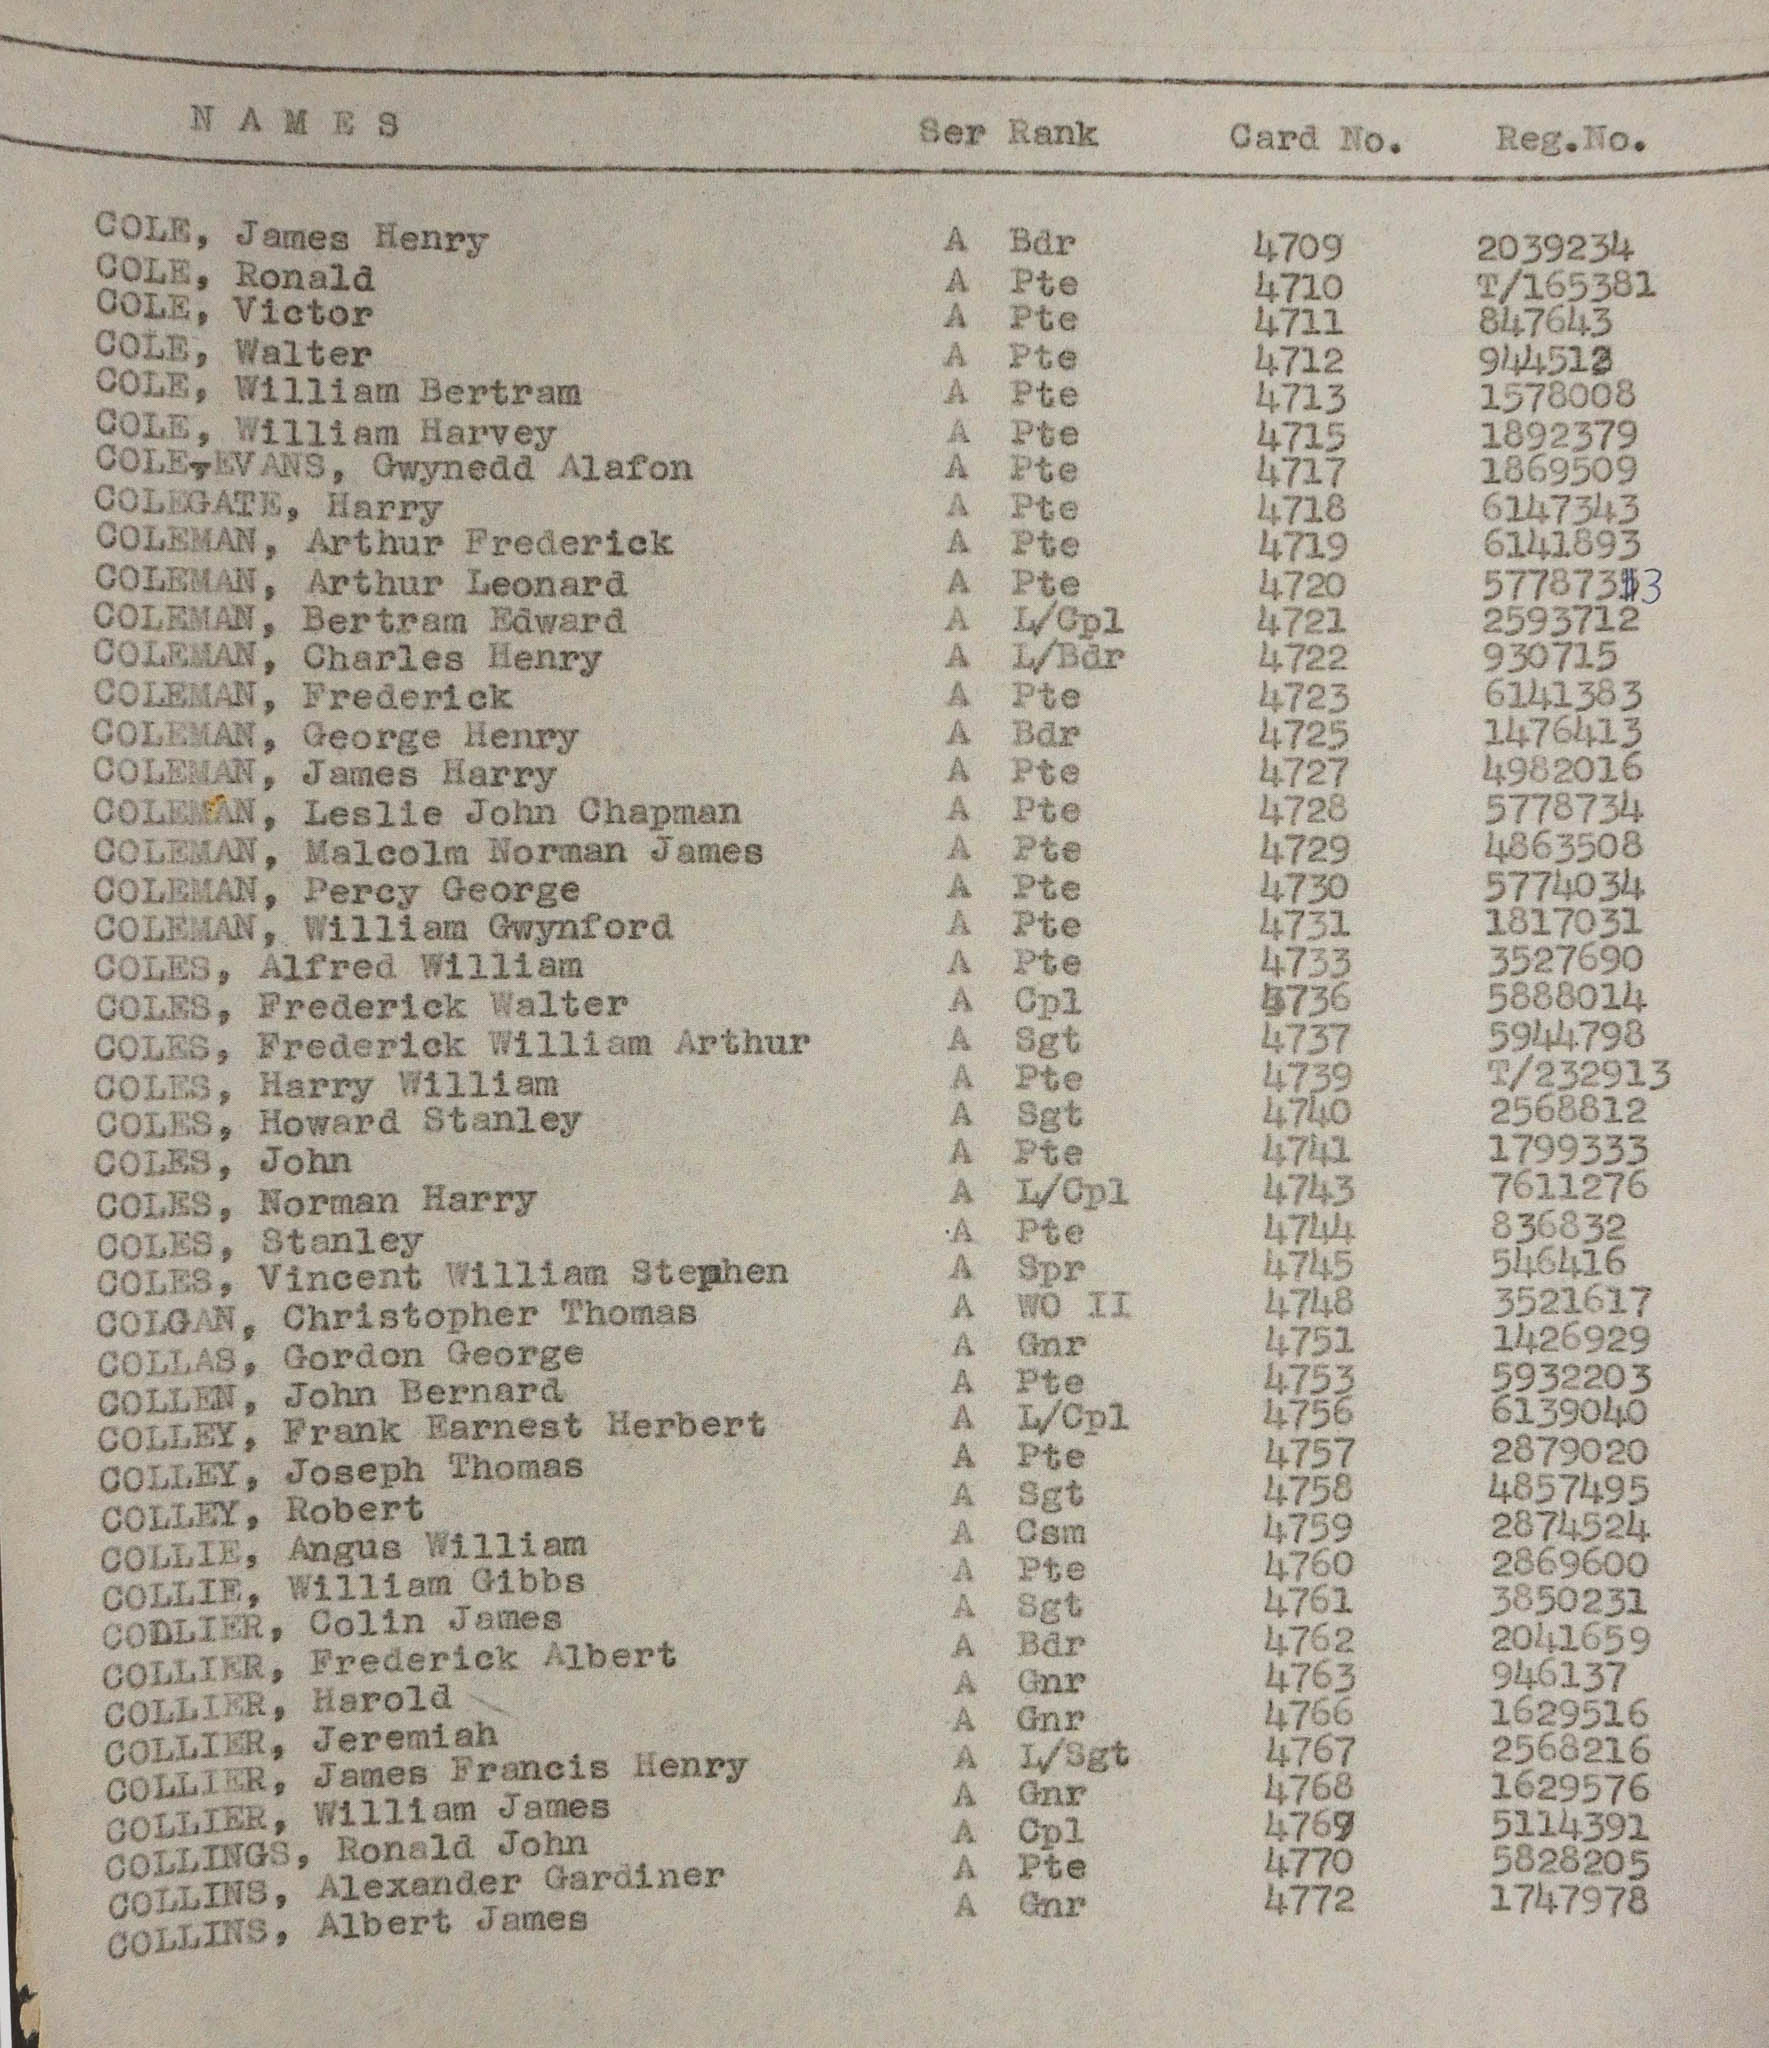 NAMES Ser Rank Card No. Reg.No.
COLE, James Henry A Bdr 4709 2039234
COLE, Ronald A Pte 4710 T/165381
COLE, Victor A Pte 4711 847643
COLE, Walter A Pte 4712 944512
COLE, William Bertram A Pte 4713 1578008
COLE, William Harvey A Pte 4715 1892379
COLE-EVANS, Gwynedd Alafon A Pte 4717 1869509
COLEGATE, Harry A Pte 4718 6147343
COLEMAN, Arthur Frederick A Pte 4719 6141893
COLEMAN, Arthur Leonard A Pte 4720 5778733
COLEMAN, Bertram Edward A L/Cpl 4721 2593712
COLEMAN, Charles Henry A L/Bdr 4722 930715
COLEMAN, Frederick A Pte 4723 6141383
COLEMAN, George Henry A Bdr 4725 1476413
COLEMAN, James Harry A Pte 4727 4982016
COLEMAN, Leslie John Chapman A Pte 4728 5778734
COLEMAN, Malcolm Norman James A Pte 4729 4863508
COLEMAN, Percy George A Pte 4730 5774034
COLEMAN, William Gwynford A Pte 4731 1817031
COLES, Alfred William A Pte 4733 3527690
COLES, Frederick Walter A Cpl 4736 5888014
COLES, Frederick William Arthur A Sgt 4737 5944798
COLES, Harry William A Pte 4739 T/232913
COLES, Howard Stanley A Sgt 4740 2568812
COLES, John A Pte 4741 1799333
COLES, Norman Harry A L/Cpl 4743 7611276
COLES, Stanley A Pte 4744 836832
COLES, Vincent William Stephen A Spr 4745 546416
COLGAN, Christopher Thomas A WO II 4748 3521617
COLLAS, Gordon George A Gnr 4751 1426929
COLLEN, John Bernard A Pte 4753 5932203
COLLEY, Frank Earnest Herbert A L/Cpl 4756 6139040
COLLEY, Joseph Thomas A Pte 4757 2879020
COLLEY, Robert A Sgt 4758 4857495
COLLIE, Angus William A Csm 4759 2874524
COLLIE, William Gibbs A Pte 4760 2869600
COLLIER, Colin James A Sgt 4761 3850231
COLLIER, Frederick Albert A Bdr 4762 2041659
COLLIER, Harold A Gnr 4763 946137
COLLIER, Jeremiah A Gnr 4766 1629516
COLLIER, James Francis Henry A L/Sgt 4767 2568216
COLLIER, William James A Gnr 4768 1629576
COLLINGS, Ronald John A Cpl 4769 5114391
COLLINS, Alexander Gardiner A Pte 4770 5828205
COLLINS, Albert James A Gnr 4772 1747978